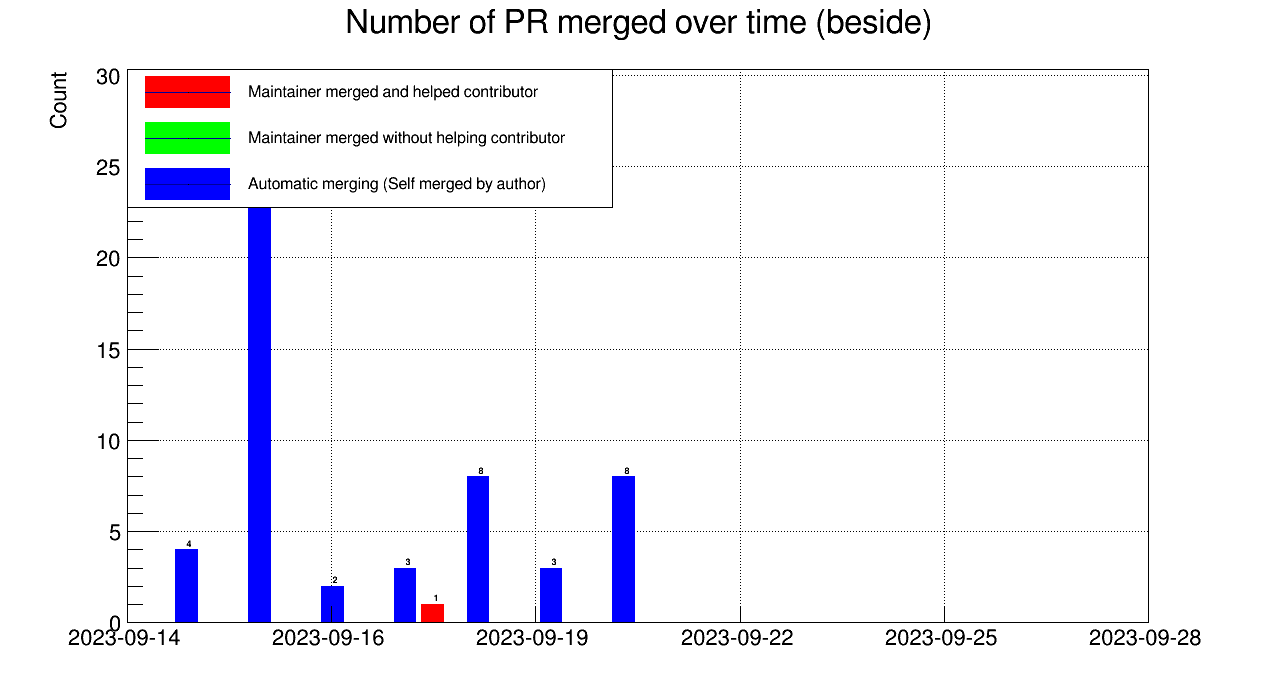 Number of PR merged over time (beside)
Count
30
Maintainer merged and helped contributor
Maintainer merged without helping contributor
25
Automatic merging (Self merged by author)
20
15
10
8 8
5
4 3 3
2 1
0
2023-09-14 2023-09-16 2023-09-19 2023-09-22 2023-09-25 2023-09-28